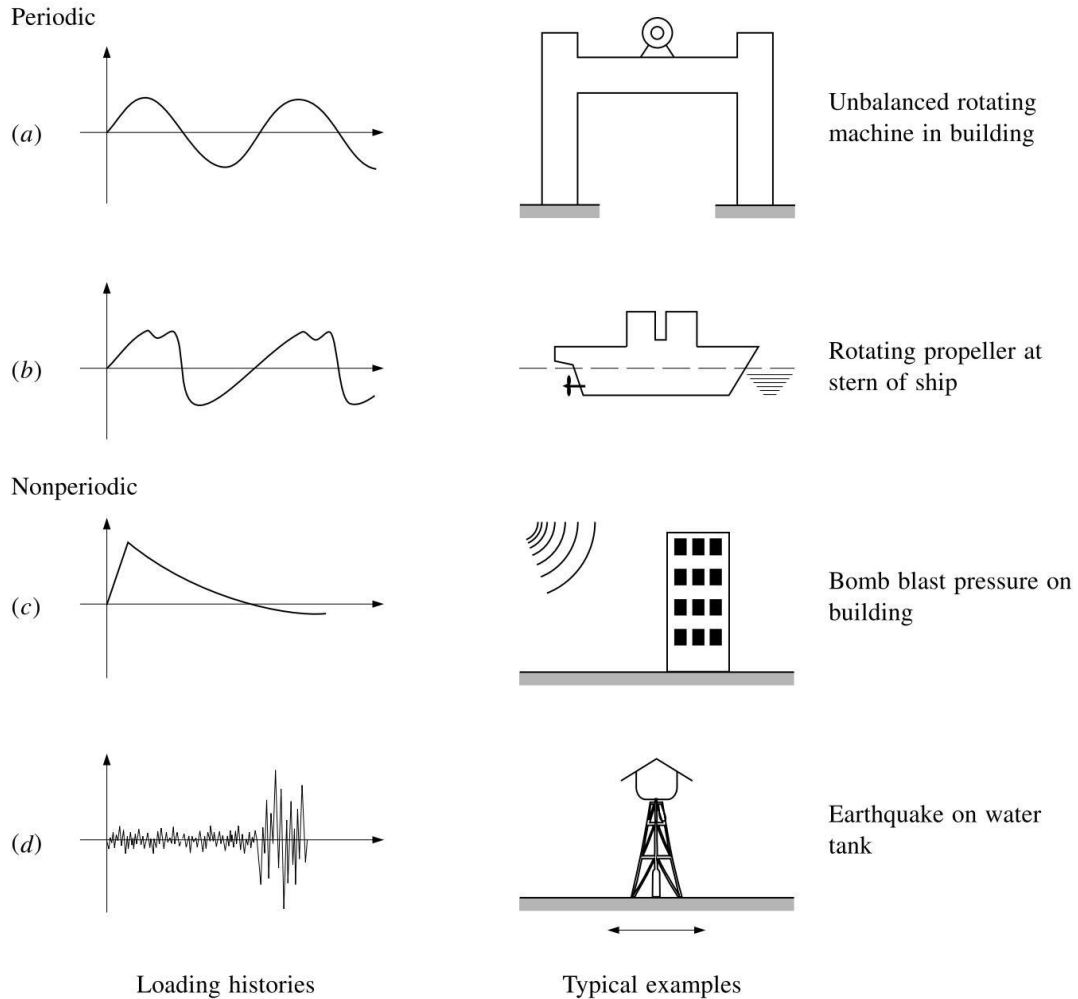 Periodic
(a)
Unbalanced rotating
machine in building
(b)
Rotating propeller at
stern of ship
Nonperiodic
(c)
Bomb blast pressure on
building
(d)
Earthquake on water
tank
Loading histories
Typical examples